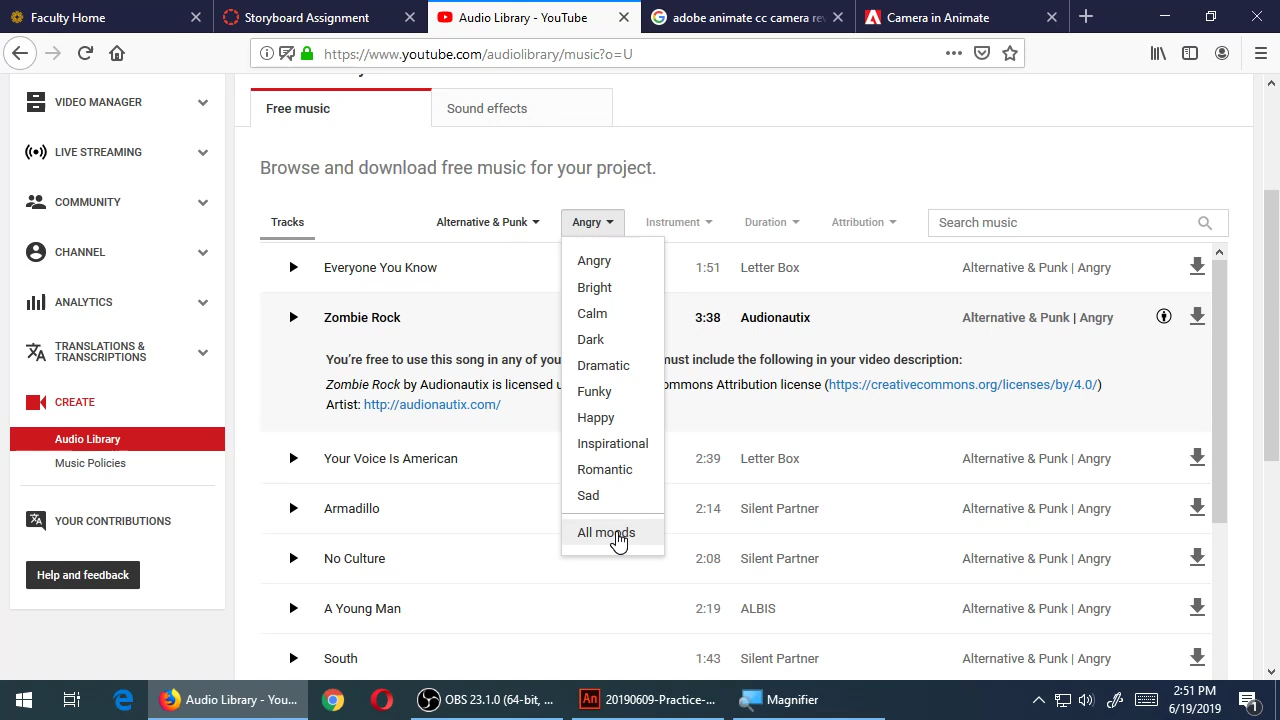 Faculty Home
Storyboard Assignment
Audio Library - YouTube
adobe animate cc camera rev
Camera in Animate
https://www.youtube.com/audiolibrary/music?o=U
VIDEO MANAGER
LIVE STREAMING
COMMUNITY
CHANNEL
ANALYTICS
TRANSLATIONS &
TRANSCRIPTIONS
CREATE
Audio Library
Music Policies
YOUR CONTRIBUTIONS
Help and feedback
Free music
Sound effects
Browse and download free music for your project.
Tracks
Alternative & Punk
Angry
Instrument
Duration
Attribution
Search music
Angry
Bright
Calm
Dark
Dramatic
Funky
Happy
Inspirational
Romantic
Sad
All moods
Everyone You Know 1:51 Letter Box Alternative & Punk | Angry
Zombie Rock 3:38 Audionautix Alternative & Punk | Angry
You're free to use this song in any of you must include the following in your video description:
Zombie Rock by Audionautix is licensed ommons Attribution license (https://creativecommons.org/licenses/by/4.0/)
Artist: http://audionautix.com/
Your Voice Is American 2:39 Letter Box Alternative & Punk | Angry
Armadillo 2:14 Silent Partner Alternative & Punk | Angry
No Culture 2:08 Silent Partner Alternative & Punk | Angry
A Young Man 2:19 ALBIS Alternative & Punk | Angry
South 1:43 Silent Partner Alternative & Punk | Angry
Audio Library - You...
OBS 23.1.0 (64-bit, ...
An 20190609-Practice-...
Magnifier
2:51 PM
6/19/2019
1